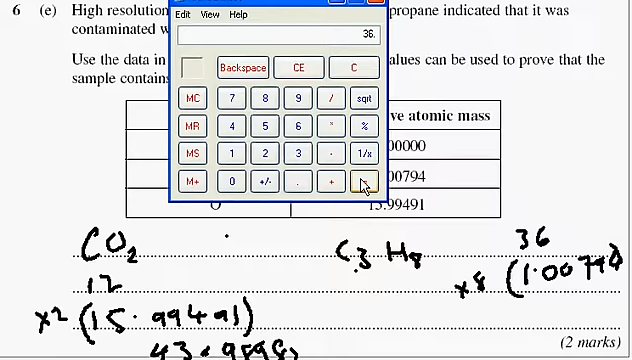 6 (e) High resolution propane indicated that it was
contaminated
Use the data in alues can be used to prove that the
sample contains
ve atomic mass
00000
00794
O 15.99491
Edit View Help
36.
Backspace CE C
MC 7 8 9 / sqrt
MR 4 5 6 * %
MS 1 2 3 - 1/x
M+ 0 +/- . +
CO2 C3 H8 36
12 x8 (1.00794)
x2 (15.99491)
43.98982
(2 marks)